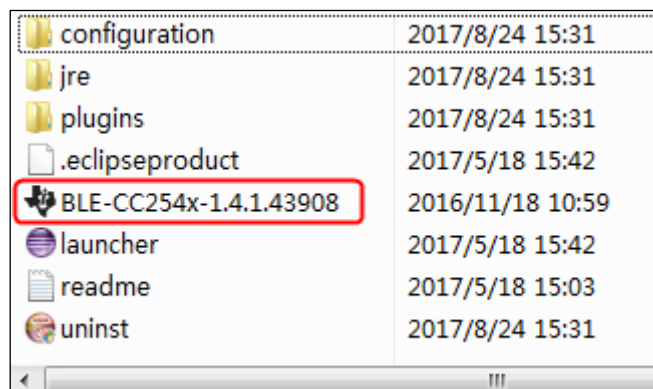 configuration 2017/8/24 15:31
jre 2017/8/24 15:31
plugins 2017/8/24 15:31
.eclipseproduct 2017/5/18 15:42
BLE-CC254x-1.4.1.43908 2016/11/18 10:59
launcher 2017/5/18 15:42
readme 2017/5/18 15:03
uninst 2017/8/24 15:31